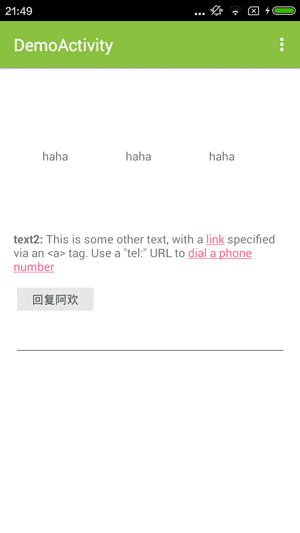 21:49
DemoActivity
haha haha haha
text2: This is some other text, with a link specified
via an <a> tag. Use a "tel:" URL to dial a phone
number
回复阿欢